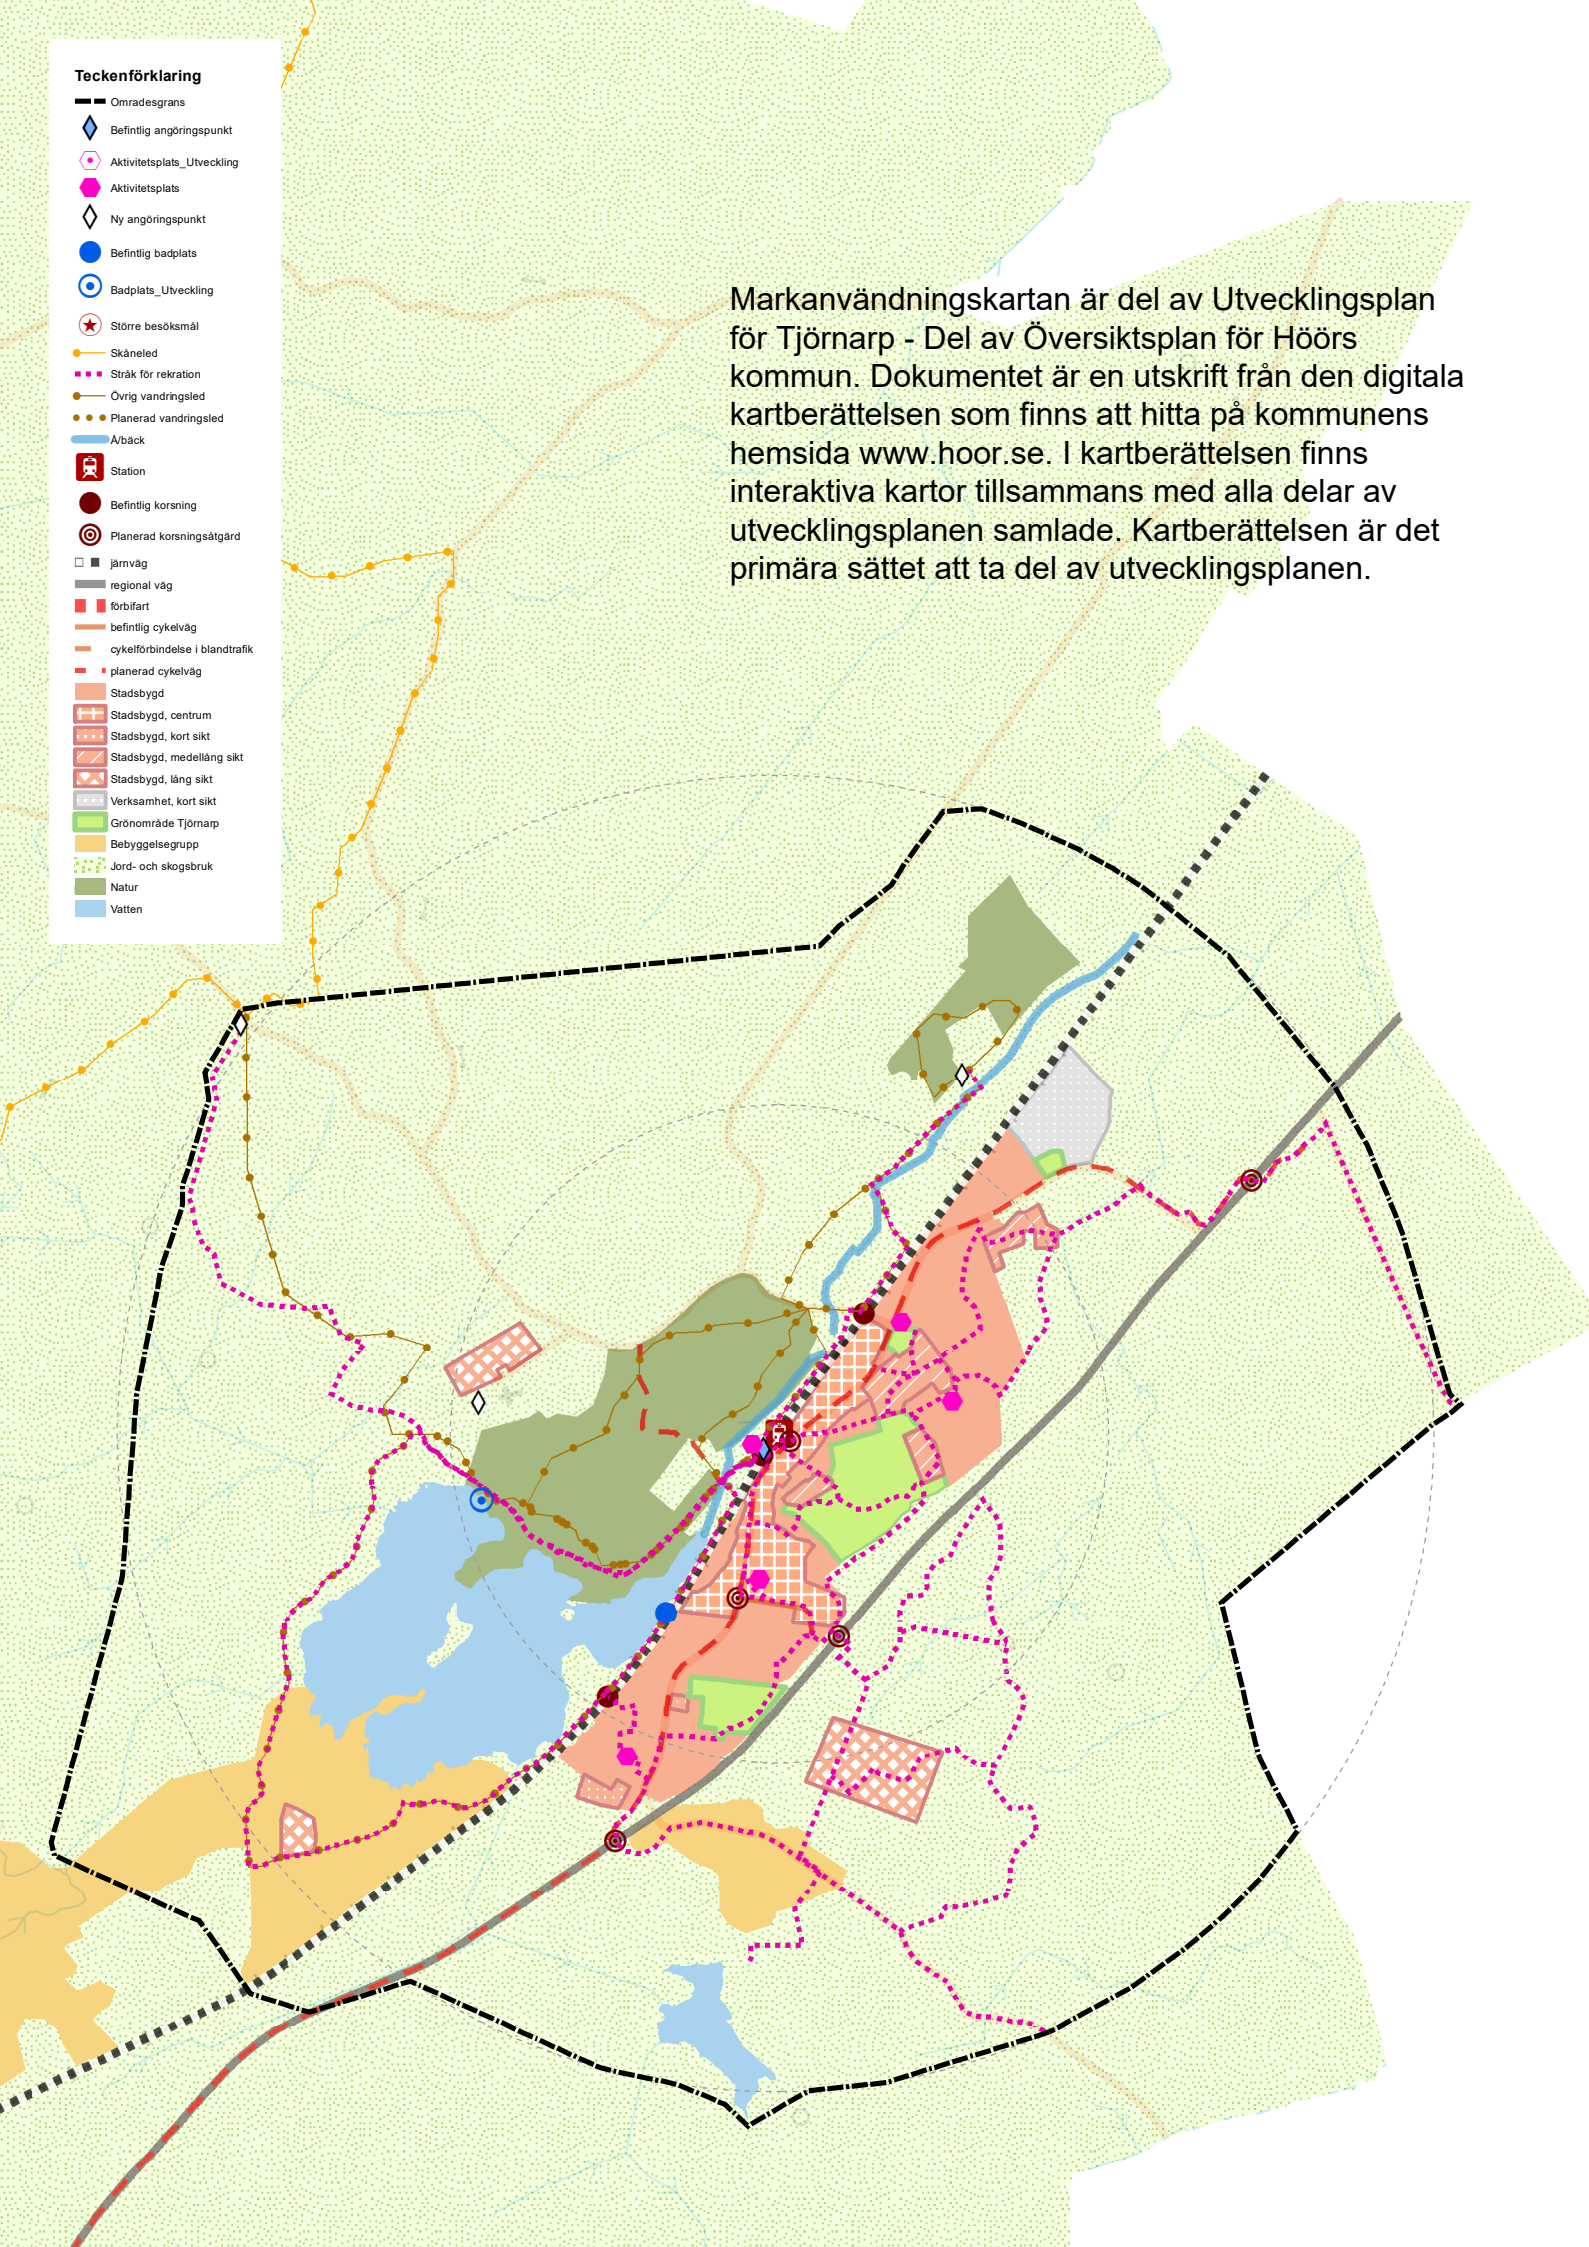 Teckenförklaring
Omradesgrans
Befintlig angöringspunkt
Aktivitetsplats_Utveckling
Aktivitetsplats
Ny angöringspunkt
Befintlig badplats
Badplats_Utveckling
Större besöksmål
Skåneled
Stråk för rekration
Övrig vandringsled
Planerad vandringsled
Å/bäck
Station
Befintlig korsning
Planerad korsningsåtgärd
järnväg
regional väg
förbifart
befintlig cykelväg
cykelförbindelse i blandtrafik
planerad cykelväg
Stadsbygd
Stadsbygd, centrum
Stadsbygd, kort sikt
Stadsbygd, medellång sikt
Stadsbygd, lång sikt
Verksamhet, kort sikt
Grönområde Tjörnarp
Bebyggelsegrupp
Jord- och skogsbruk
Natur
Vatten
Markanvändningskartan är del av Utvecklingsplan
för Tjörnarp - Del av Översiktsplan för Höörs
kommun. Dokumentet är en utskrift från den digitala
kartberättelsen som finns att hitta på kommunens
hemsida www.hoor.se. I kartberättelsen finns
interaktiva kartor tillsammans med alla delar av
utvecklingsplanen samlade. Kartberättelsen är det
primära sättet att ta del av utvecklingsplanen.